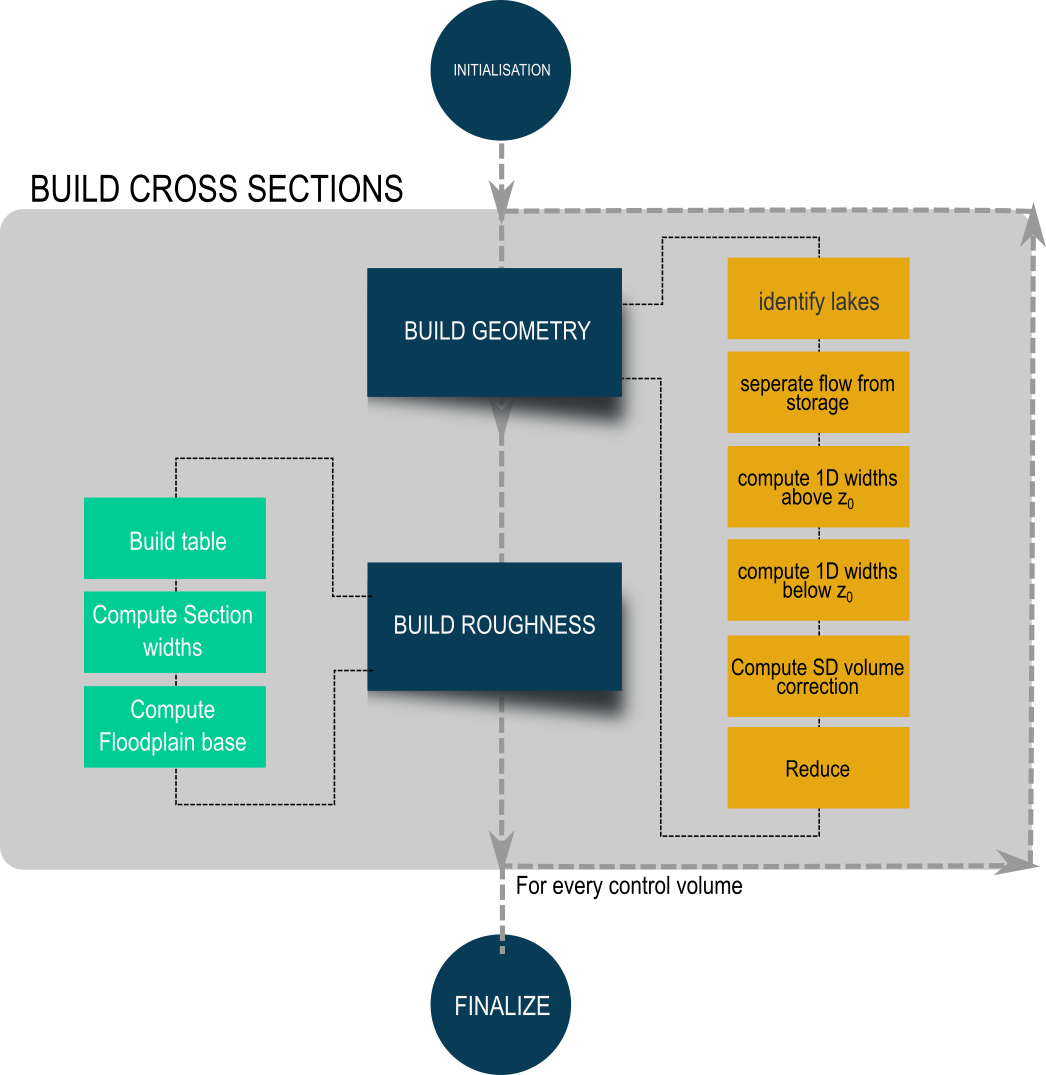 INITIALISATION
BUILD CROSS SECTIONS
BUILD GEOMETRY
identify lakes
seperate flow from
storage
compute 1D widths
above z₀
compute 1D widths
below z₀
Compute SD volume
correction
Reduce
BUILD ROUGHNESS
Build table
Compute Section
widths
Compute
Floodplain base
For every control volume
FINALIZE